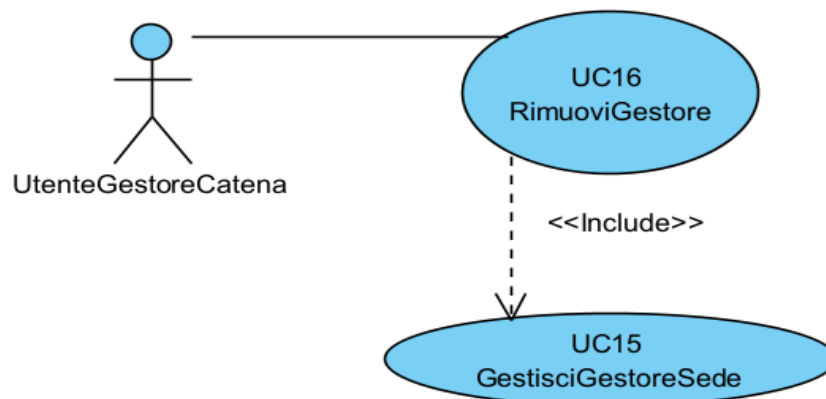 UC16
RimuoviGestore
UtenteGestoreCatena
<<Include>>
UC15
GestisciGestoreSede